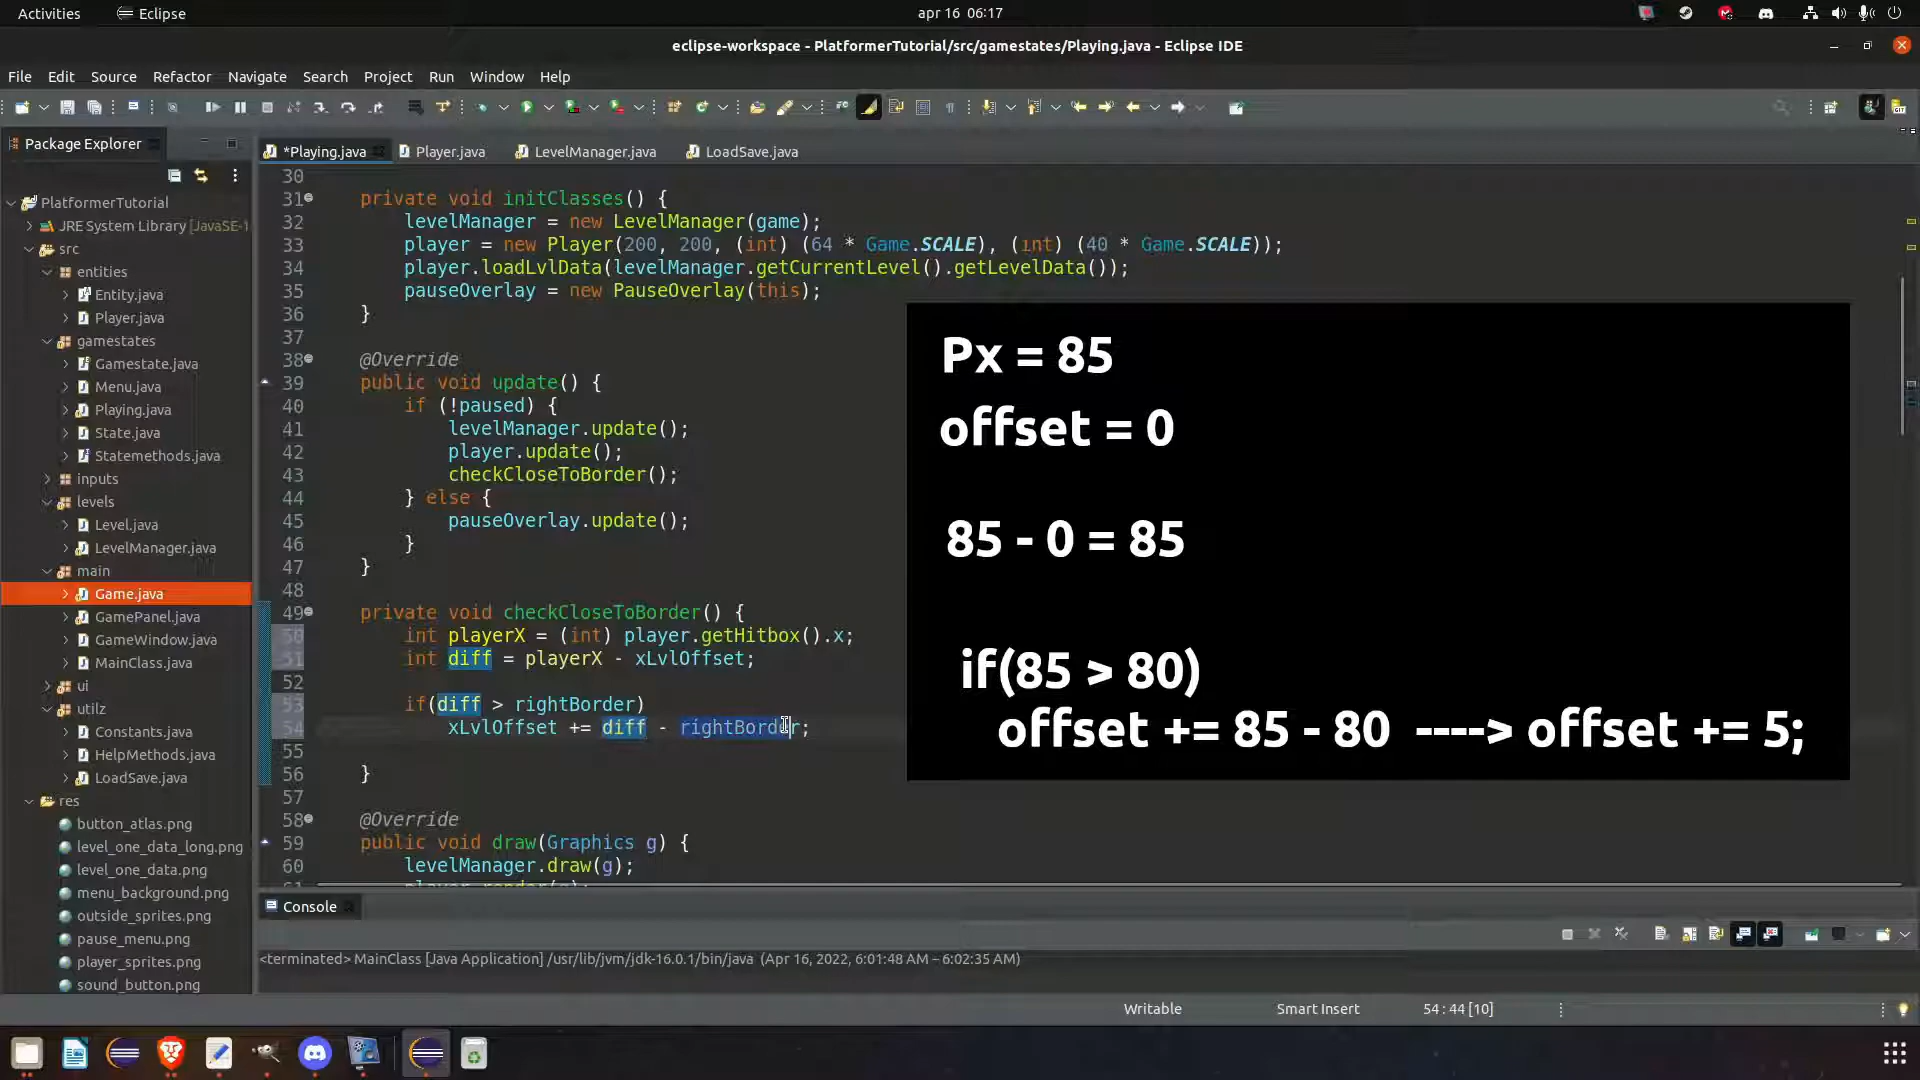 Activities
Eclipse
apr 16 06:17
eclipse-workspace - PlatformerTutorial/src/gamestates/Playing.java - Eclipse IDE
File Edit Source Refactor Navigate Search Project Run Window Help
Package Explorer
PlatformerTutorial
JRE System Library [JavaSE-1
src
entities
Entity.java
Player.java
gamestates
Gamestate.java
Menu.java
Playing.java
State.java
Statemethods.java
inputs
levels
Level.java
LevelManager.java
main
Game.java
GamePanel.java
GameWindow.java
MainClass.java
ui
utilz
Constants.java
HelpMethods.java
LoadSave.java
res
button_atlas.png
level_one_data_long.png
level_one_data.png
menu_background.png
outside_sprites.png
pause_menu.png
player_sprites.png
sound_button.png
*Playing.java Player.java LevelManager.java LoadSave.java
30
31 private void initClasses() {
32 levelManager = new LevelManager(game);
33 player = new Player(200, 200, (int) (64 * Game.SCALE), (int) (40 * Game.SCALE));
34 player.loadLvlData(levelManager.getCurrentLevel().getLevelData());
35 pauseOverlay = new PauseOverlay(this);
36 }
37
38 @Override
39 public void update() {
40 if (!paused) {
41 levelManager.update();
42 player.update();
43 checkCloseToBorder();
44 } else {
45 pauseOverlay.update();
46 }
47 }
48
49 private void checkCloseToBorder() {
50 int playerX = (int) player.getHitbox().x;
51 int diff = playerX - xLvlOffset;
52
53 if(diff > rightBorder)
54 xLvlOffset += diff - rightBorder;
55
56 }
57
58 @Override
59 public void draw(Graphics g) {
60 levelManager.draw(g);
Px = 85
offset = 0
85 - 0 = 85
if(85 > 80)
offset += 85 - 80 ----> offset += 5;
Console
<terminated> MainClass [Java Application] /usr/lib/jvm/jdk-16.0.1/bin/java (Apr 16, 2022, 6:01:48 AM – 6:02:35 AM)
Writable
Smart Insert
54 : 44 [10]